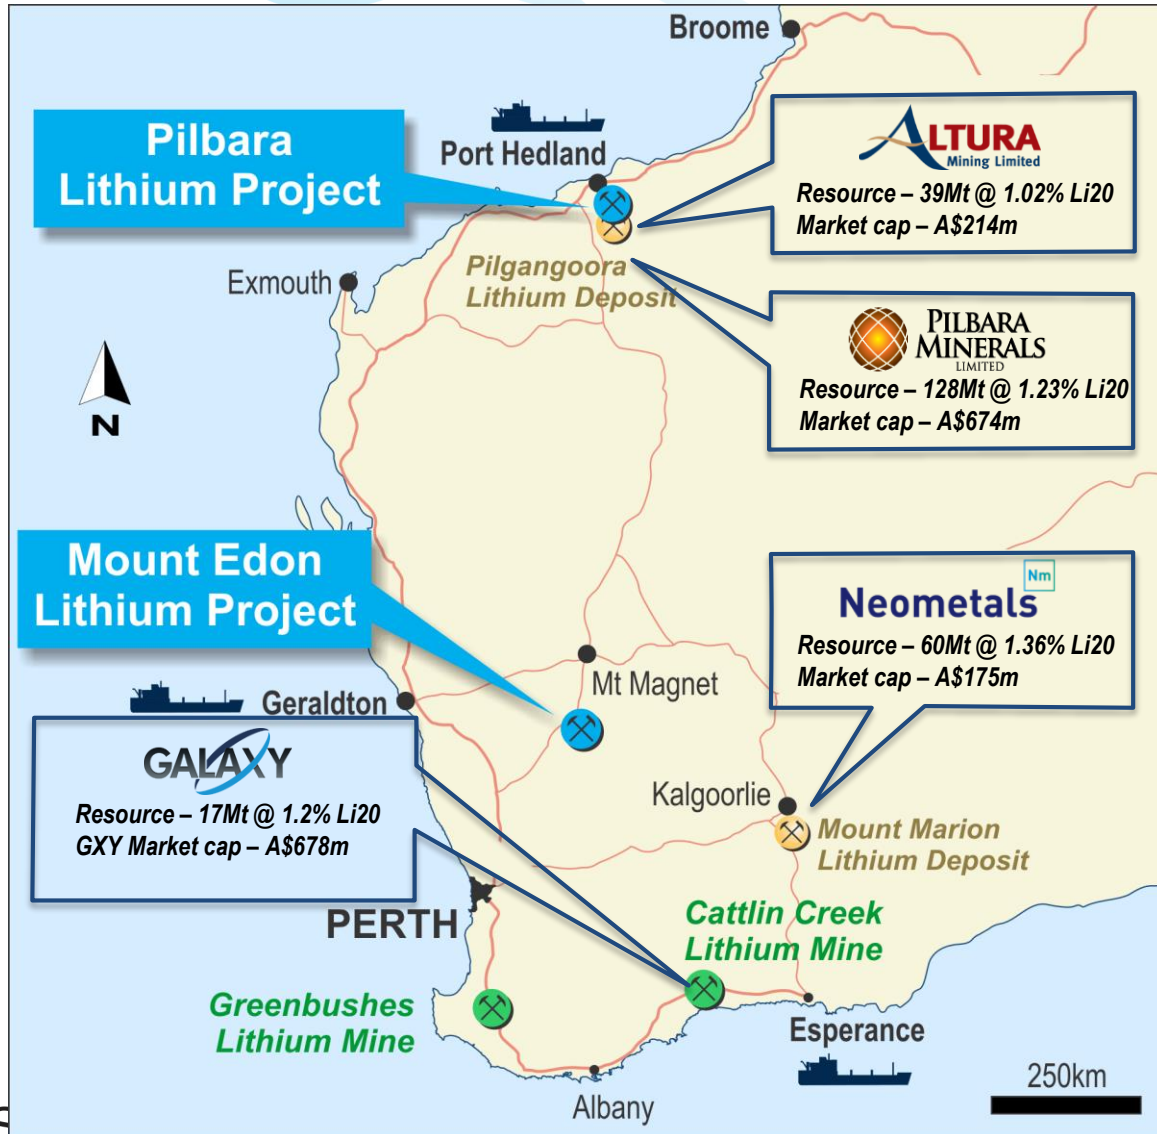 Broome
Pilbara
Lithium Project
Port Hedland
ALTURA
Mining Limited
Resource – 39Mt @ 1.02% Li20
Market cap – A$214m
Exmouth
Pilgangoora
Lithium Deposit
PILBARA
MINERALS
LIMITED
Resource – 128Mt @ 1.23% Li20
Market cap – A$674m
N
Mount Edon
Lithium Project
Nm
Neometals
Resource – 60Mt @ 1.36% Li20
Market cap – A$175m
Mt Magnet
Geraldton
GALAXY
Resource – 17Mt @ 1.2% Li20
GXY Market cap – A$678m
Kalgoorlie
Mount Marion
Lithium Deposit
PERTH
Cattlin Creek
Lithium Mine
Greenbushes
Lithium Mine
Esperance
Albany
250km